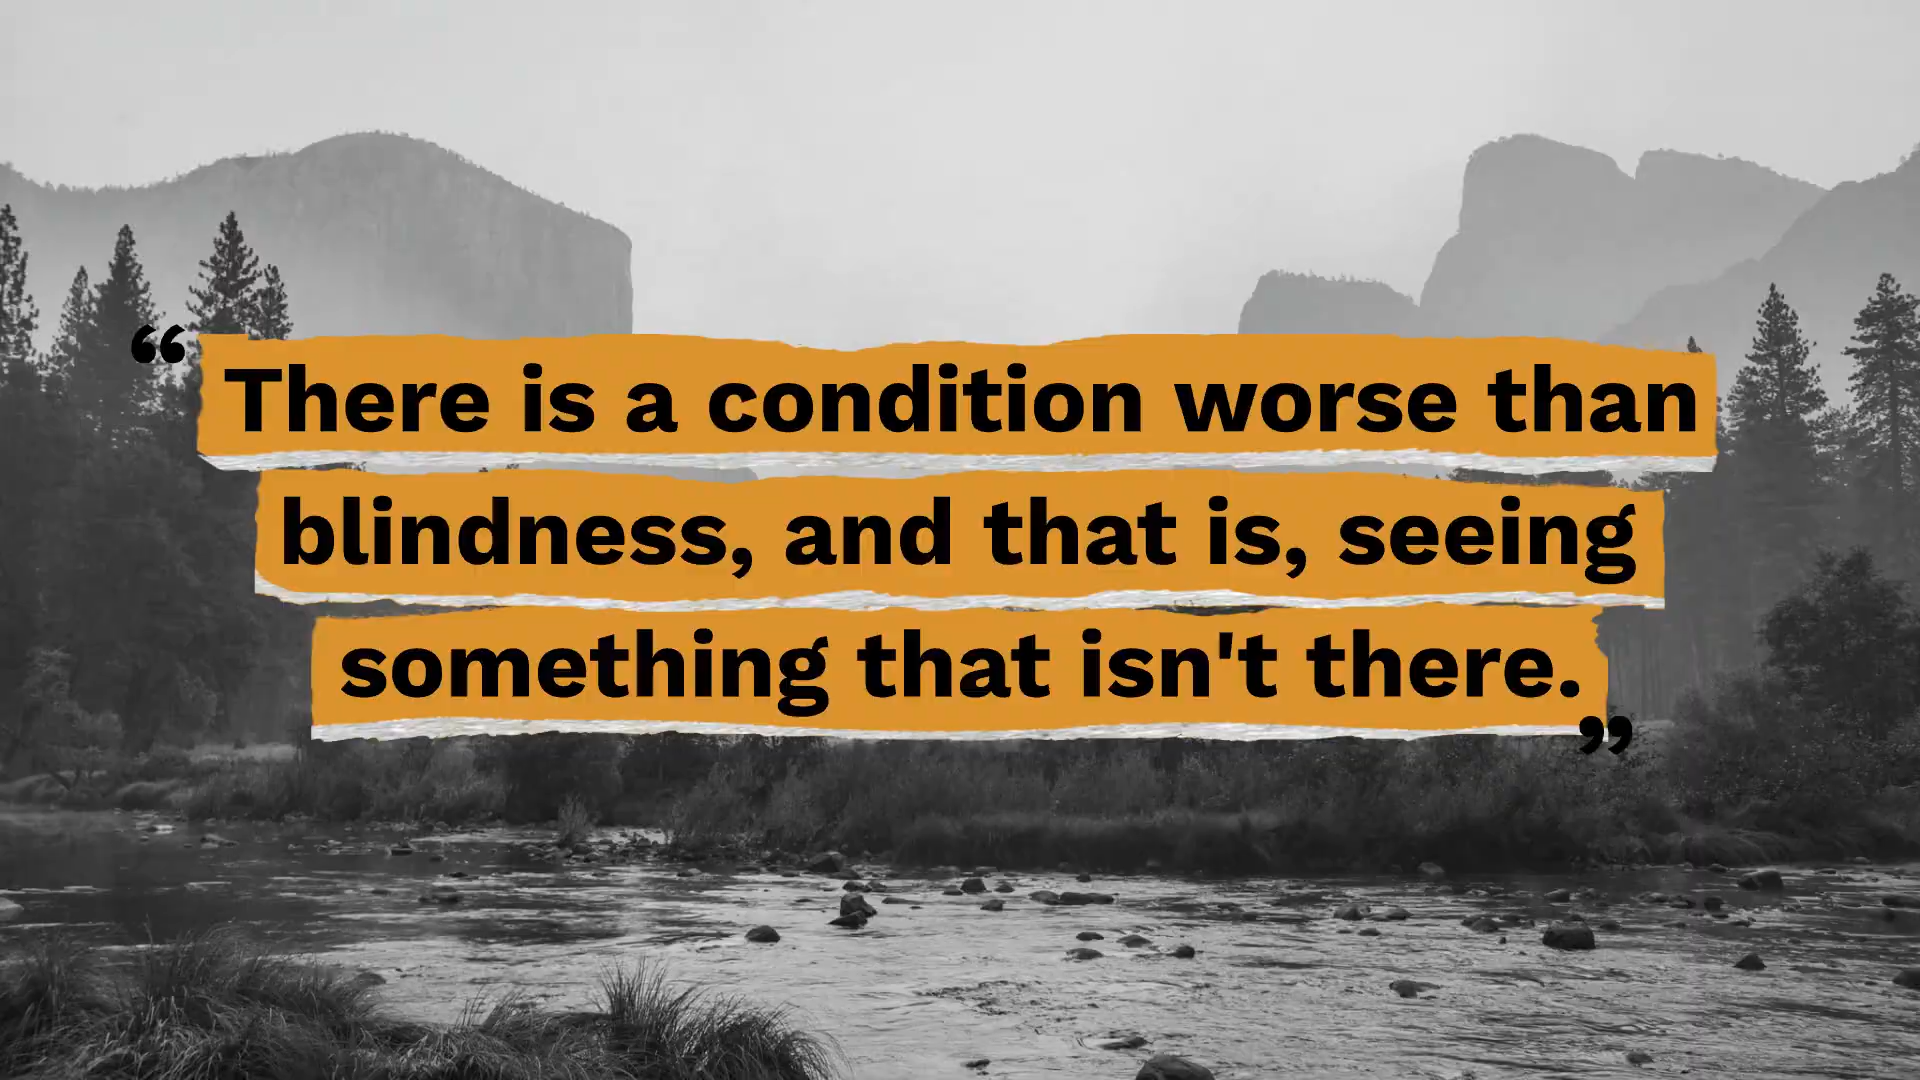 “There is a condition worse than
blindness, and that is, seeing
something that isn't there.”